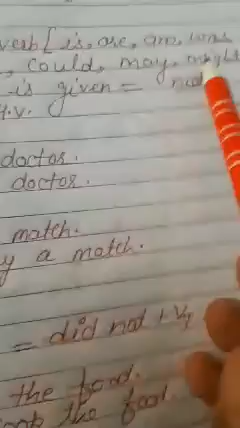 verb [is, are, am, was
, could, may, might
is given = not
H.V.
doctor.
doctor.
match.
y a match.
= did not + V1
the food.
the food.